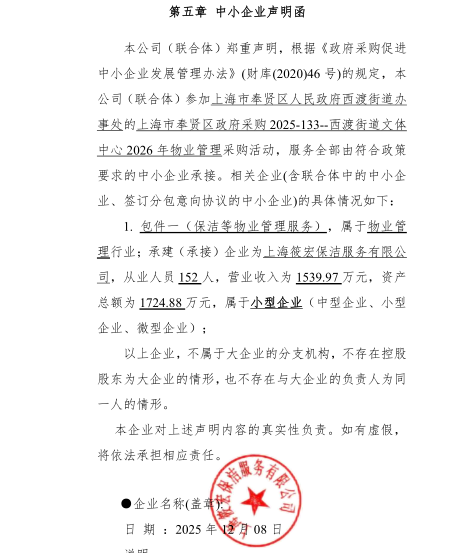 第五章 中小企业声明函
本公司（联合体）郑重声明，根据《政府采购促进
中小企业发展管理办法》(财库(2020)46 号)的规定，本
公司（联合体）参加上海市奉贤区人民政府西渡街道办
事处的上海市奉贤区政府采购 2025-133--西渡街道文体
中心 2026 年物业管理采购活动，服务全部由符合政策
要求的中小企业承接。相关企业(含联合体中的中小企
业、签订分包意向协议的中小企业)的具体情况如下：
1. 包件一（保洁等物业管理服务），属于物业管
理行业；承建（承接）企业为上海筱宏保洁服务有限公
司，从业人员 152 人，营业收入为 1539.97 万元，资产
总额为 1724.88 万元，属于小型企业（中型企业、小型
企业、微型企业）；
以上企业，不属于大企业的分支机构，不存在控股
股东为大企业的情形，也不存在与大企业的负责人为同
一人的情形。
本企业对上述声明内容的真实性负责。如有虚假，
将依法承担相应责任。
宏保洁服务有限公司
●企业名称(盖章):
日 期 ：2025 年 12 月 08 日